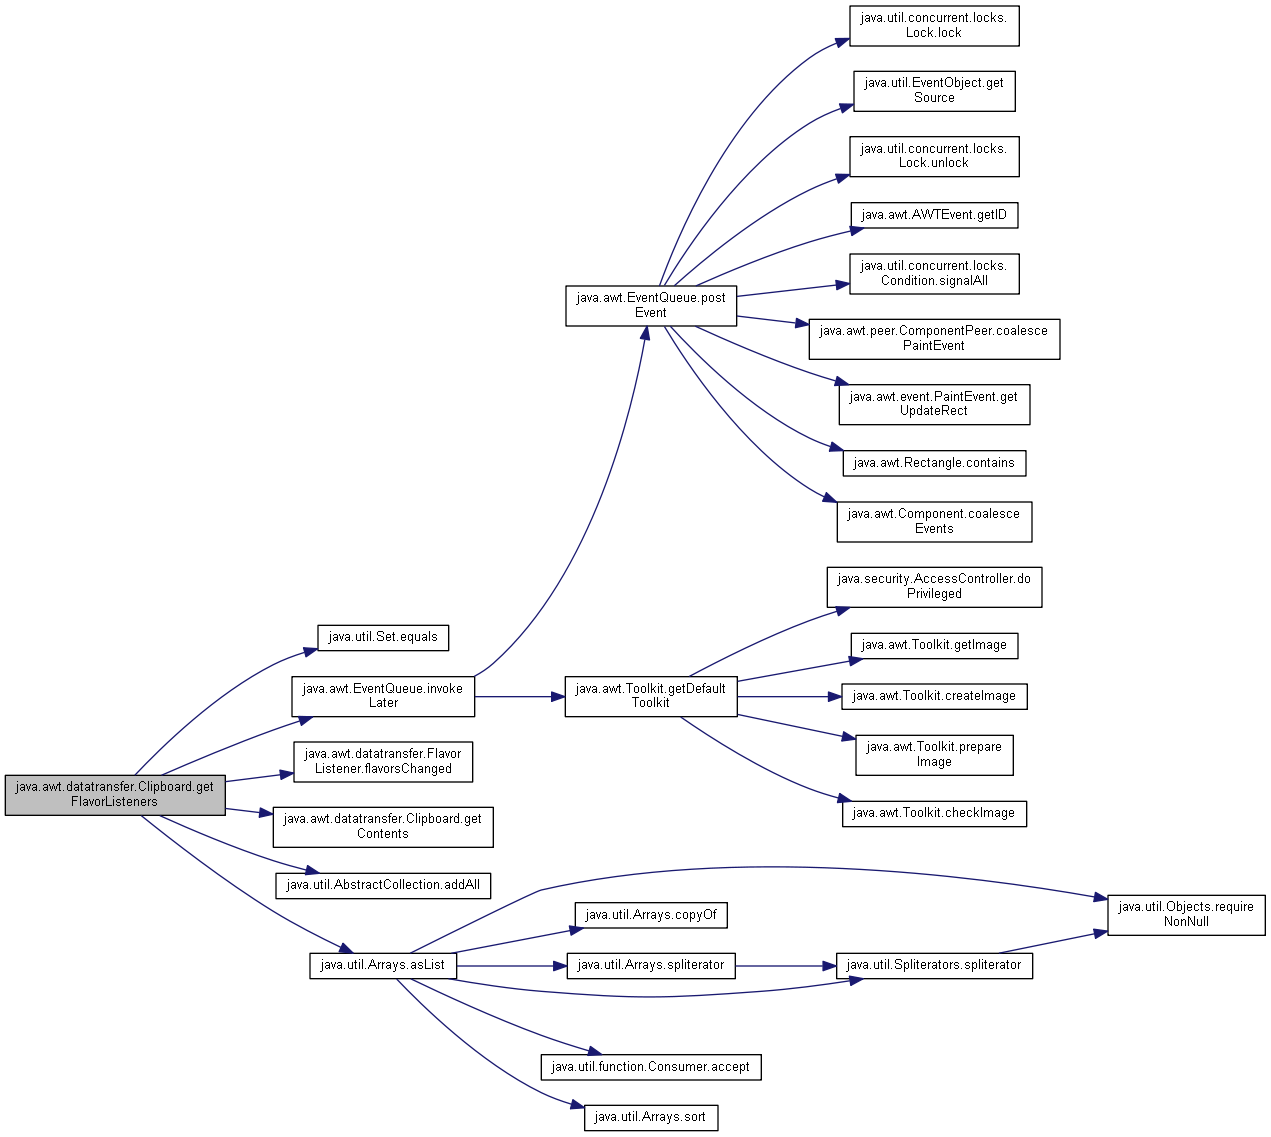 java.util.concurrent.locks.
Lock.lock
java.util.EventObject.get
Source
java.util.concurrent.locks.
Lock.unlock
java.awt.AWTEvent.getID
java.util.concurrent.locks.
Condition.signalAll
java.awt.EventQueue.post
Event
java.awt.peer.ComponentPeer.coalesce
PaintEvent
java.awt.event.PaintEvent.get
UpdateRect
java.awt.Rectangle.contains
java.awt.Component.coalesce
Events
java.security.AccessController.do
Privileged
java.util.Set.equals
java.awt.Toolkit.getImage
java.awt.EventQueue.invoke
Later
java.awt.Toolkit.getDefault
Toolkit
java.awt.Toolkit.createImage
java.awt.datatransfer.Flavor
Listener.flavorsChanged
java.awt.Toolkit.prepare
Image
java.awt.datatransfer.Clipboard.get
FlavorListeners
java.awt.datatransfer.Clipboard.get
Contents
java.awt.Toolkit.checkImage
java.util.AbstractCollection.addAll
java.util.Arrays.copyOf
java.util.Objects.require
NonNull
java.util.Arrays.asList
java.util.Arrays.spliterator
java.util.Spliterators.spliterator
java.util.function.Consumer.accept
java.util.Arrays.sort